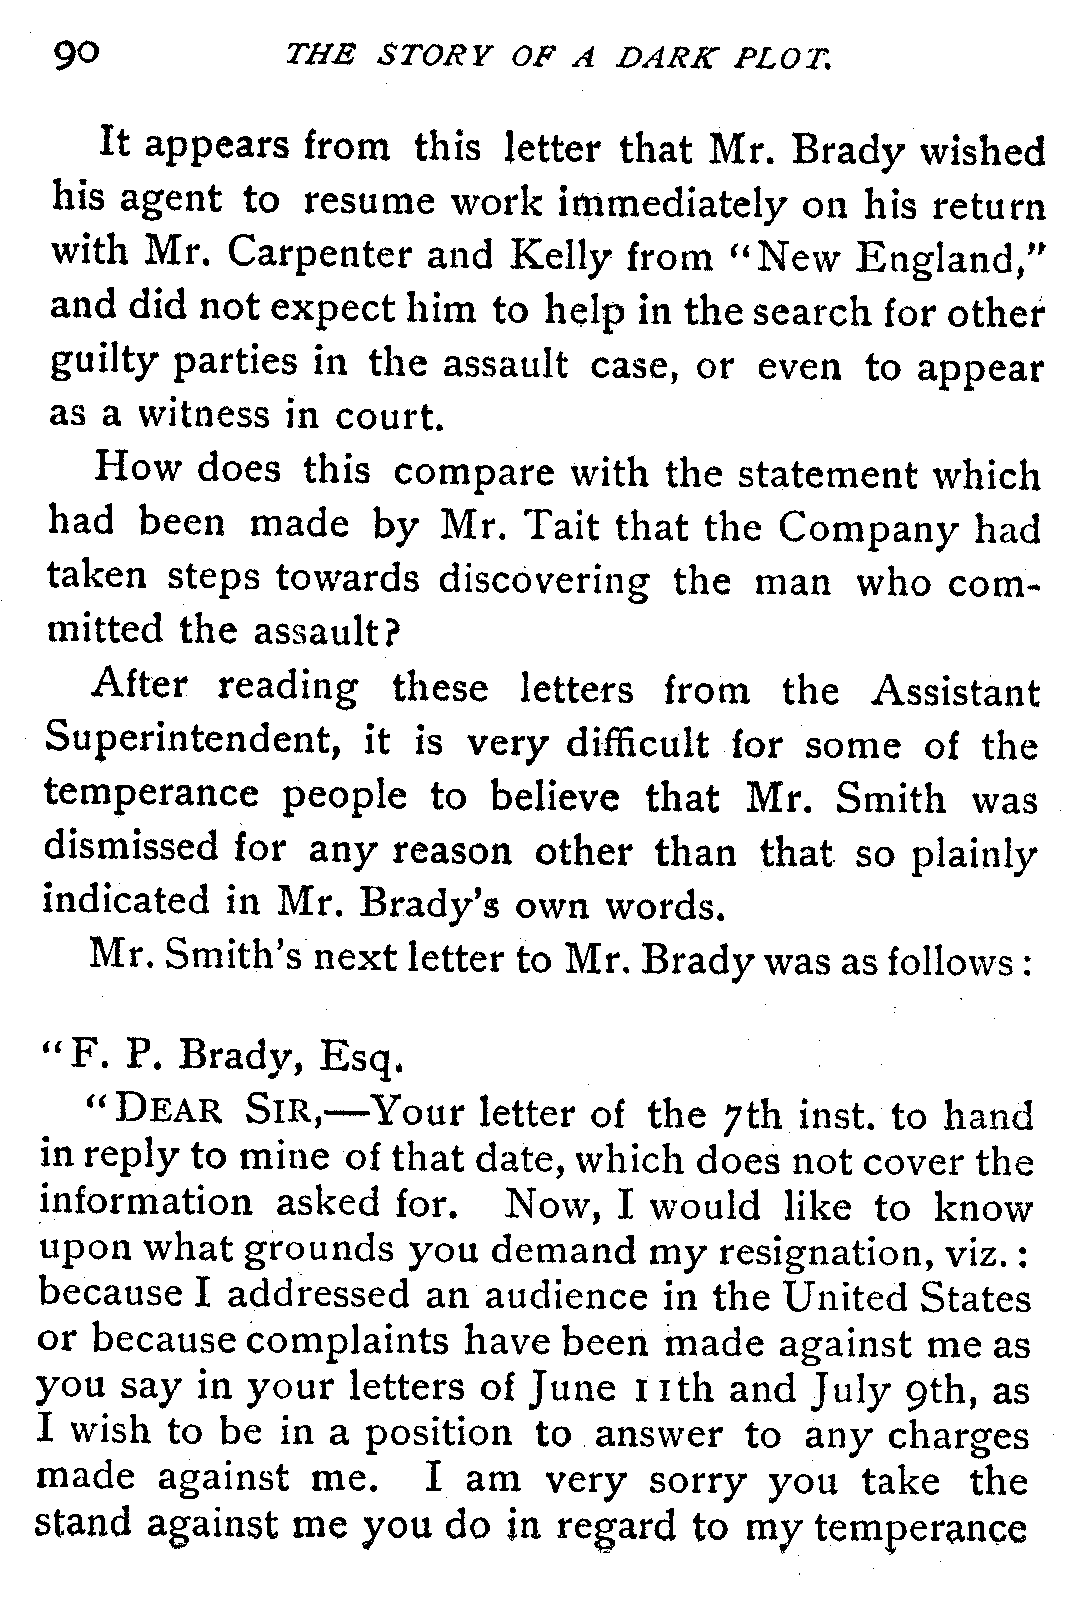 90 THE STORY OF A DARK PLOT.
It appears from this letter that Mr. Brady wished
his agent to resume work immediately on his return
with Mr. Carpenter and Kelly from “New England,”
and did not expect him to help in the search for other
guilty parties in the assault case, or even to appear
as a witness in court.
How does this compare with the statement which
had been made by Mr. Tait that the Company had
taken steps towards discovering the man who com-
mitted the assault?
After reading these letters from the Assistant
Superintendent, it is very difficult for some of the
temperance people to believe that Mr. Smith was
dismissed for any reason other than that so plainly
indicated in Mr. Brady’s own words.
Mr. Smith’s next letter to Mr. Brady was as follows :
“F. P. Brady, Esq.
“DEAR SIR,—Your letter of the 7th inst. to hand
in reply to mine of that date, which does not cover the
information asked for. Now, I would like to know
upon what grounds you demand my resignation, viz. :
because I addressed an audience in the United States
or because complaints have been made against me as
you say in your letters of June 11th and July 9th, as
I wish to be in a position to answer to any charges
made against me. I am very sorry you take the
stand against me you do in regard to my temperance